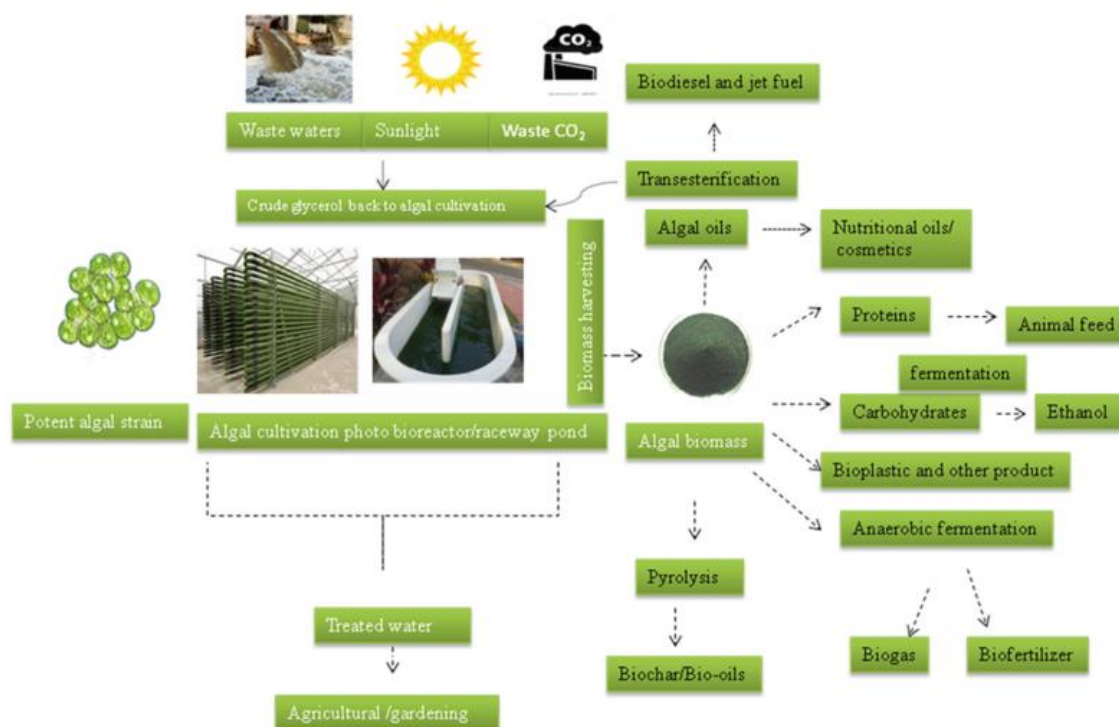 CO2
Biodiesel and jet fuel
Waste waters
Sunlight
Waste CO2
Transesterification
Crude glycerol back to algal cultivation
Algal oils
Nutritional oils/
cosmetics
Biomass harvesting
Proteins
Animal feed
fermentation
Potent algal strain
Carbohydrates
Ethanol
Algal cultivation photo bioreactor/raceway pond
Algal biomass
Bioplastic and other product
Anaerobic fermentation
Pyrolysis
Treated water
Biogas
Biofertilizer
Biochar/Bio-oils
Agricultural /gardening